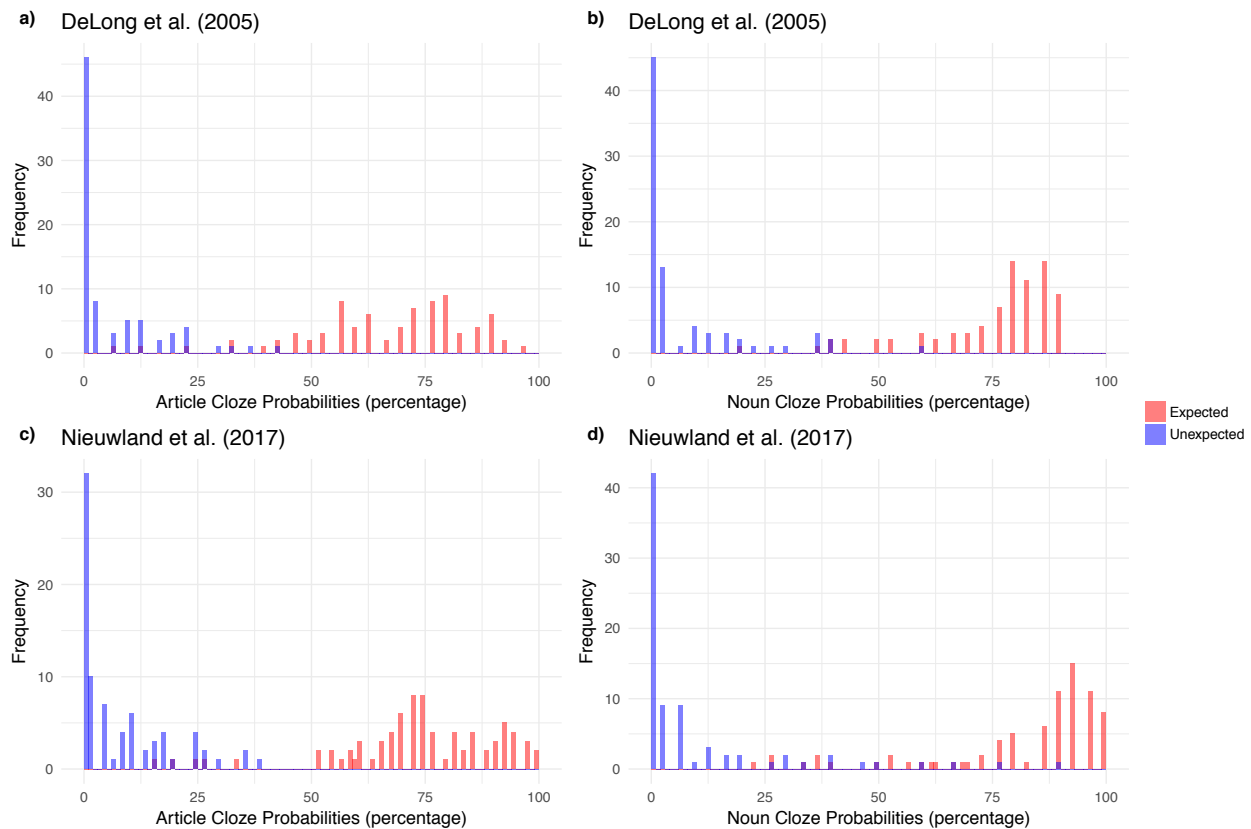 a) DeLong et al. (2005)
Frequency
40
30
20
10
0
0 25 50 75 100
Article Cloze Probabilities (percentage)
b) DeLong et al. (2005)
Frequency
40
30
20
10
0
0 25 50 75 100
Noun Cloze Probabilities (percentage)
Expected
Unexpected
c) Nieuwland et al. (2017)
Frequency
30
20
10
0
0 25 50 75 100
Article Cloze Probabilities (percentage)
d) Nieuwland et al. (2017)
Frequency
40
30
20
10
0
0 25 50 75 100
Noun Cloze Probabilities (percentage)